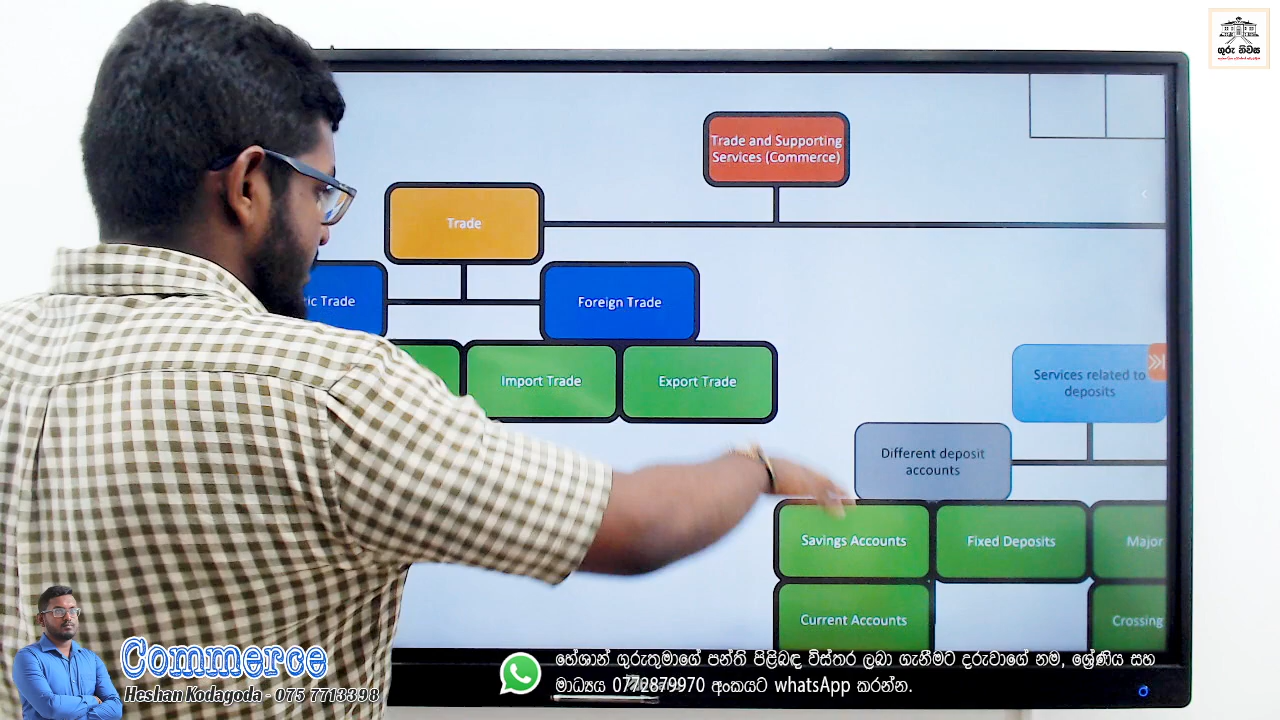 ගුරු නිවස
Trade and Supporting
Services (Commerce)
Trade
tic Trade
Foreign Trade
Import Trade
Export Trade
Services related to
deposits
Different deposit
accounts
Savings Accounts
Fixed Deposits
Major
Current Accounts
Crossing
Commerce
Heshan Kodagoda - 075 7713398
හේශාන් ගුරුතුමාගේ පන්ති පිළිබඳ විස්තර ලබා ගැනීමට දරුවාගේ නම, ශ්‍රේණිය සහ
මාධ්‍යය 0772879970 අංකයට whatsApp කරන්න.